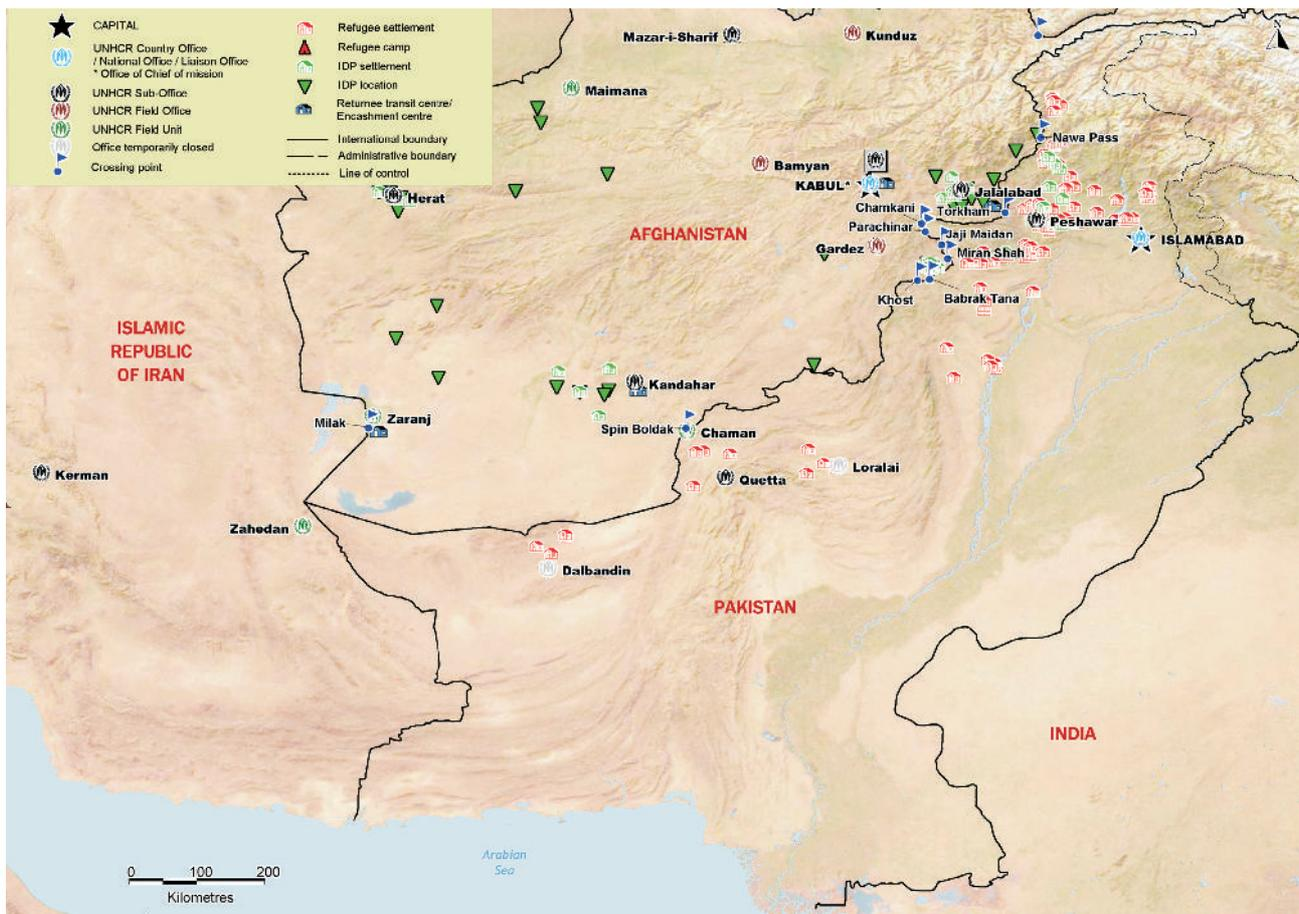 CAPITAL
UNHCR Country Office
/ National Office / Liaison Office
* Office of Chief of mission
UNHCR Sub-Office
UNHCR Field Office
UNHCR Field Unit
Office temporarily closed
Crossing point
Refugee settlement
Refugee camp
IDP settlement
IDP location
Returnee transit centre/
Encashment centre
International boundary
Administrative boundary
Line of control
Mazar-i-Sharif
Kunduz
Maimana
Nawa Pass
Bamyan
KABUL*
Herat
Jalalabad
Chamkani
Torkham
Parachinar
Peshawar
AFGHANISTAN
Jaji Maidan
ISLAMABAD
Gardez
Miran Shah
Khost
Babrak Tana
ISLAMIC
REPUBLIC
OF IRAN
Kandahar
Milak
Zaranj
Spin Boldak
Chaman
Kerman
Quetta
Loralai
Zahedan
Dalbandin
PAKISTAN
INDIA
Arabian
Sea
0 100 200
Kilometres
N